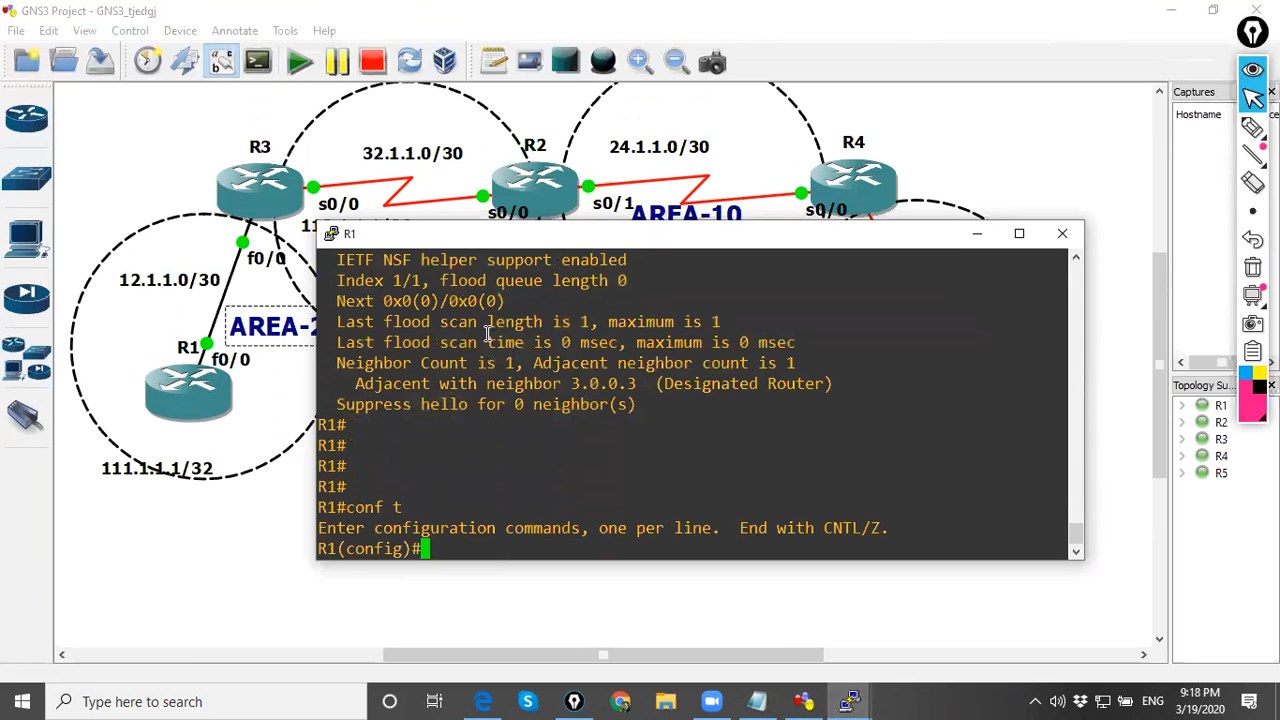 GNS3 Project - GNS3_tjedgj
File Edit View Control Device Annotate Tools Help
Captures
Hostname
R3
32.1.1.0/30
R2
24.1.1.0/30
R4
s0/0
s0/0
s0/1
AREA-10
s0/0
f0/0
12.1.1.0/30
AREA-2
R1
f0/0
111.1.1.1/32
R1
IETF NSF helper support enabled
Index 1/1, flood queue length 0
Next 0x0(0)/0x0(0)
Last flood scan length is 1, maximum is 1
Last flood scan time is 0 msec, maximum is 0 msec
Neighbor Count is 1, Adjacent neighbor count is 1
Adjacent with neighbor 3.0.0.3 (Designated Router)
Suppress hello for 0 neighbor(s)
R1#
R1#
R1#
R1#
R1#conf t
Enter configuration commands, one per line. End with CNTL/Z.
R1(config)#
Topology Su...
R1
R2
R3
R4
R5
Type here to search
ENG
9:18 PM
3/19/2020